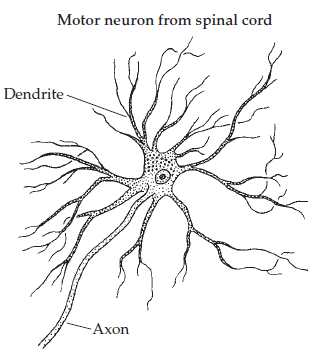 Motor neuron from spinal cord
Dendrite
Axon